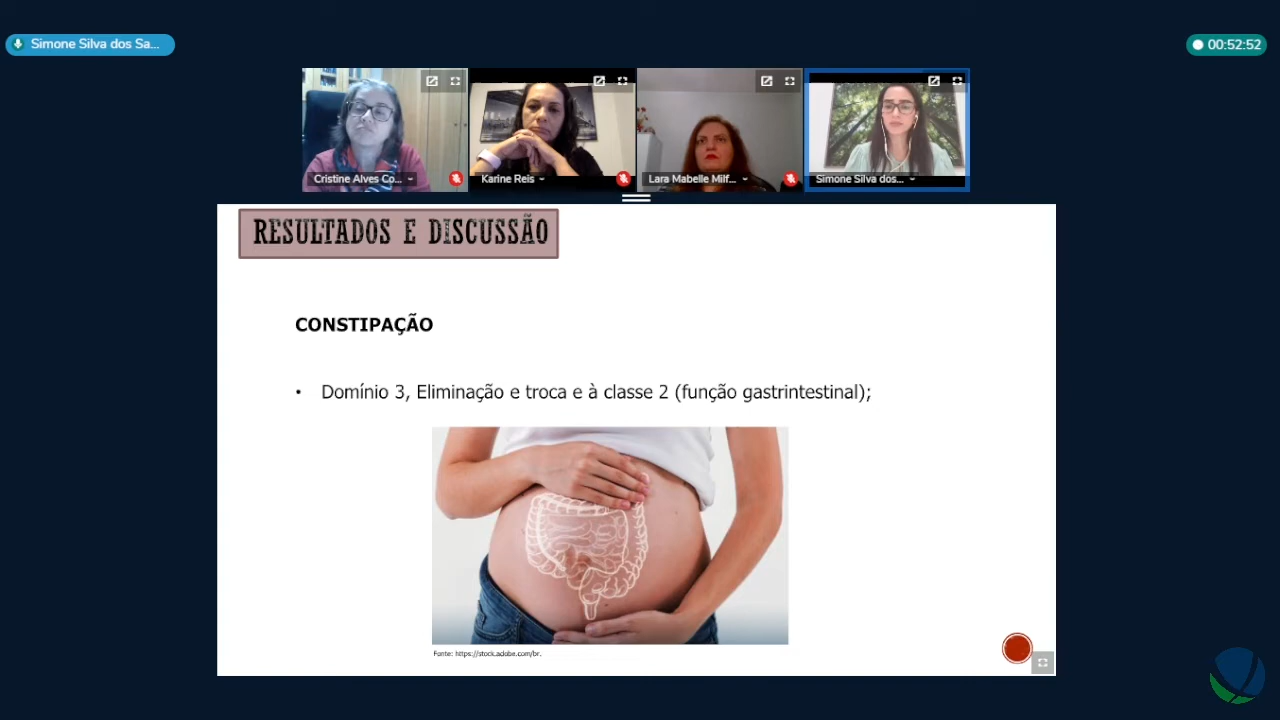 Simone Silva dos Sa...
00:52:52
Cristine Alves Co...
Karine Reis
Lara Mabelle Milf...
Simone Silva dos...
RESULTADOS E DISCUSSÃO
CONSTIPAÇÃO
• Domínio 3, Eliminação e troca e à classe 2 (função gastrintestinal);
Fonte: https://stock.adobe.com/br.